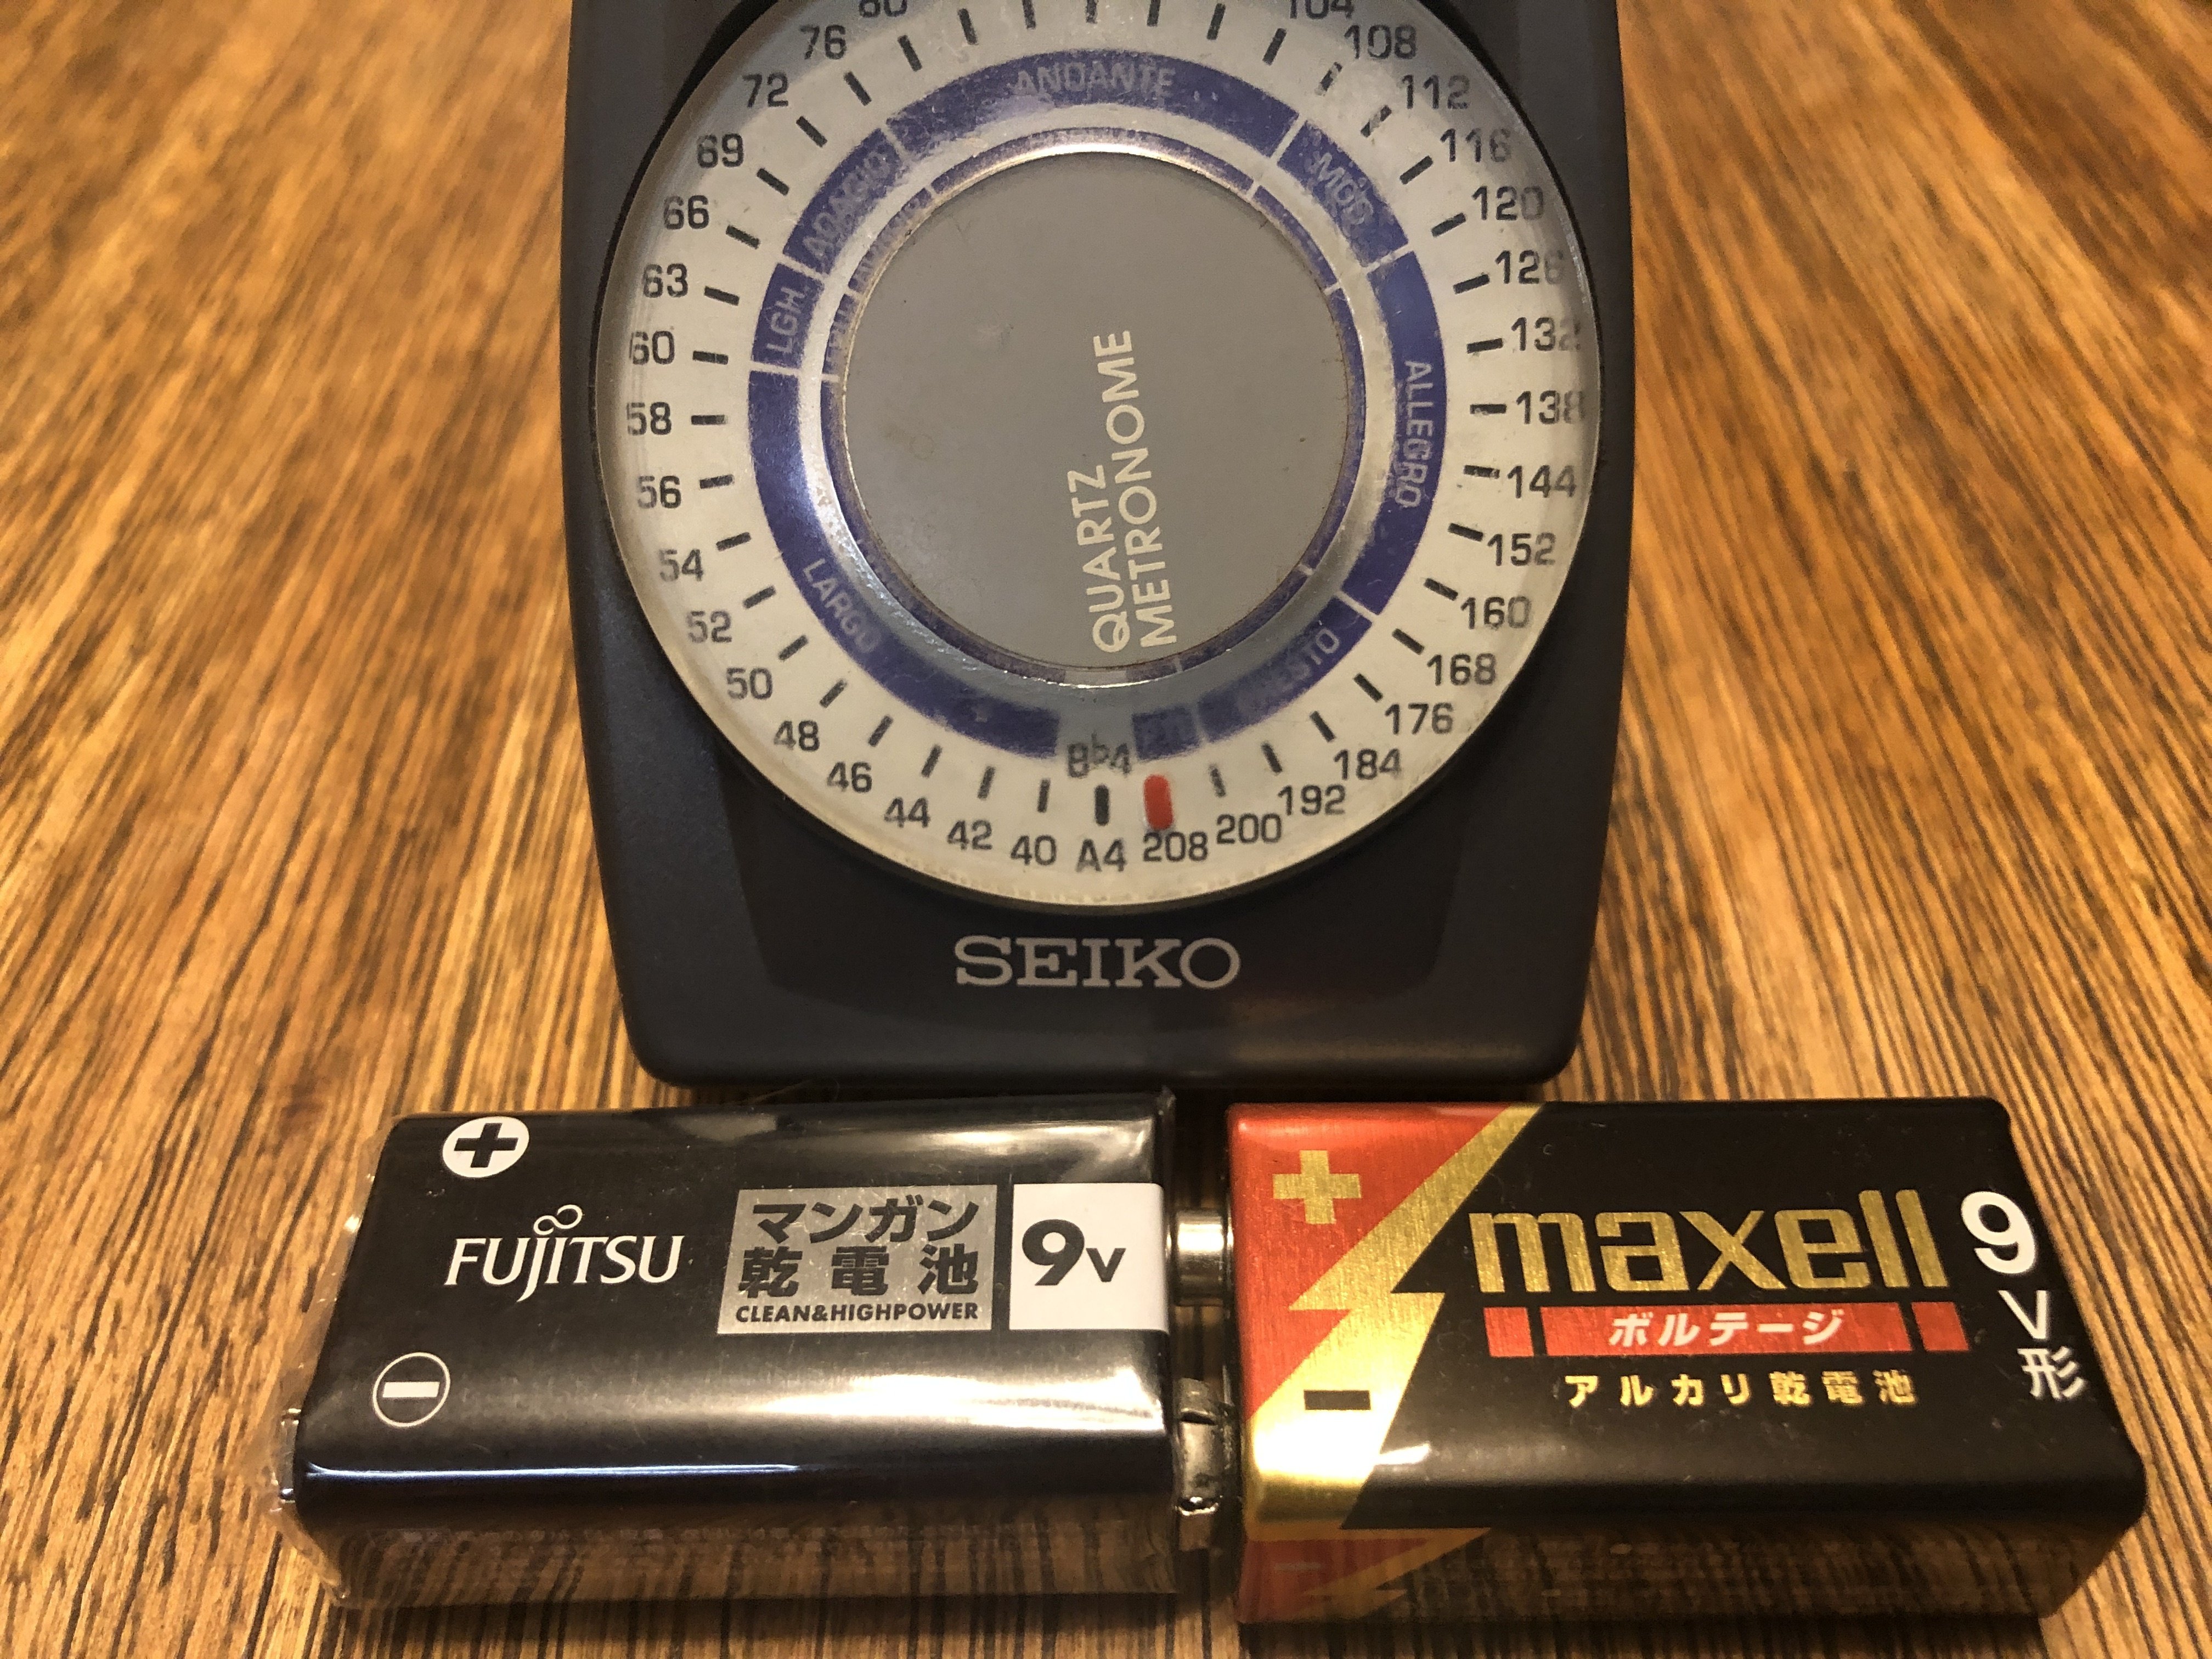 80
76
72
69
66
63
60
58
56
54
52
50
48
46
44
42
40
A4
208
200
192
184
176
168
160
152
144
138
132
126
120
116
112
108
104
ANDANTE
MOD.
ALLEGRO
PRESTO
B♭4
LARGO
LGH.
ADAGIO
QUARTZ
METRONOME
SEIKO
FUJITSU
マンガン
乾電池
CLEAN&HIGHPOWER
9V
maxell
ボルテージ
アルカリ乾電池
9V形